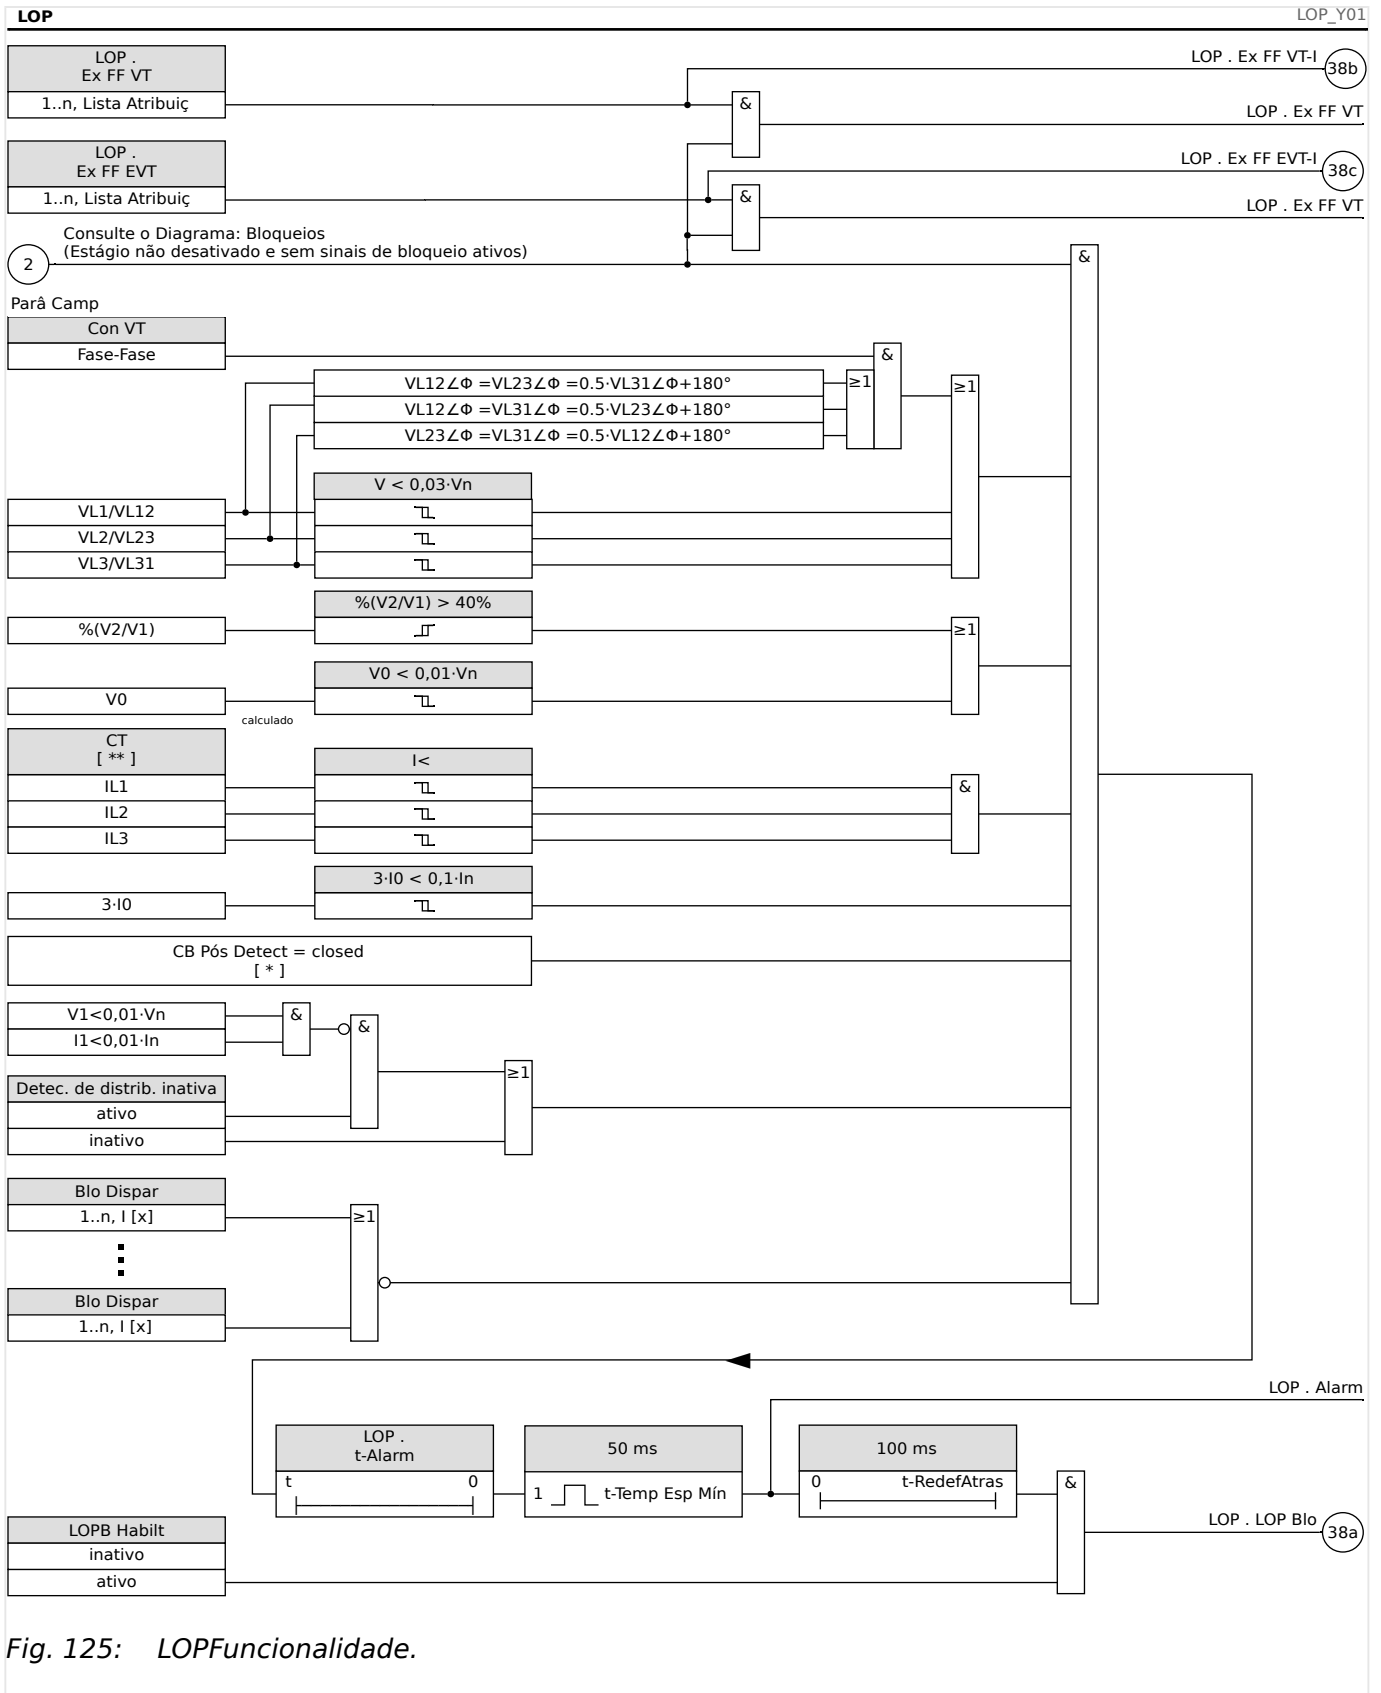 LOP
LOP_Y01
LOP .
Ex FF VT
1..n, Lista Atribuiç
LOP . Ex FF VT-I
38b
&
LOP . Ex FF VT
LOP .
Ex FF EVT
1..n, Lista Atribuiç
LOP . Ex FF EVT-I
38c
&
LOP . Ex FF VT
Consulte o Diagrama: Bloqueios
(Estágio não desativado e sem sinais de bloqueio ativos)
2
&
Parâ Camp
Con VT
Fase-Fase
&
VL12∠Φ =VL23∠Φ =0.5·VL31∠Φ+180°
≥1
≥1
VL12∠Φ =VL31∠Φ =0.5·VL23∠Φ+180°
VL23∠Φ =VL31∠Φ =0.5·VL12∠Φ+180°
V < 0,03·Vn
VL1/VL12
VL2/VL23
VL3/VL31
%(V2/V1) > 40%
%(V2/V1)
≥1
V0 < 0,01·Vn
V0
calculado
CT
[ ** ]
I<
IL1
&
IL2
IL3
3·I0 < 0,1·In
3·I0
CB Pós Detect = closed
[ * ]
V1<0,01·Vn
&
&
I1<0,01·In
≥1
Detec. de distrib. inativa
ativo
inativo
Blo Dispar
1..n, I [x]
≥1
Blo Dispar
1..n, I [x]
LOP . Alarm
LOP .
t-Alarm
50 ms
100 ms
t
0
1
t-Temp Esp Mín
0
t-RedefAtras
&
LOPB Habilt
LOP . LOP Blo
38a
inativo
ativo
Fig. 125: LOPFuncionalidade.